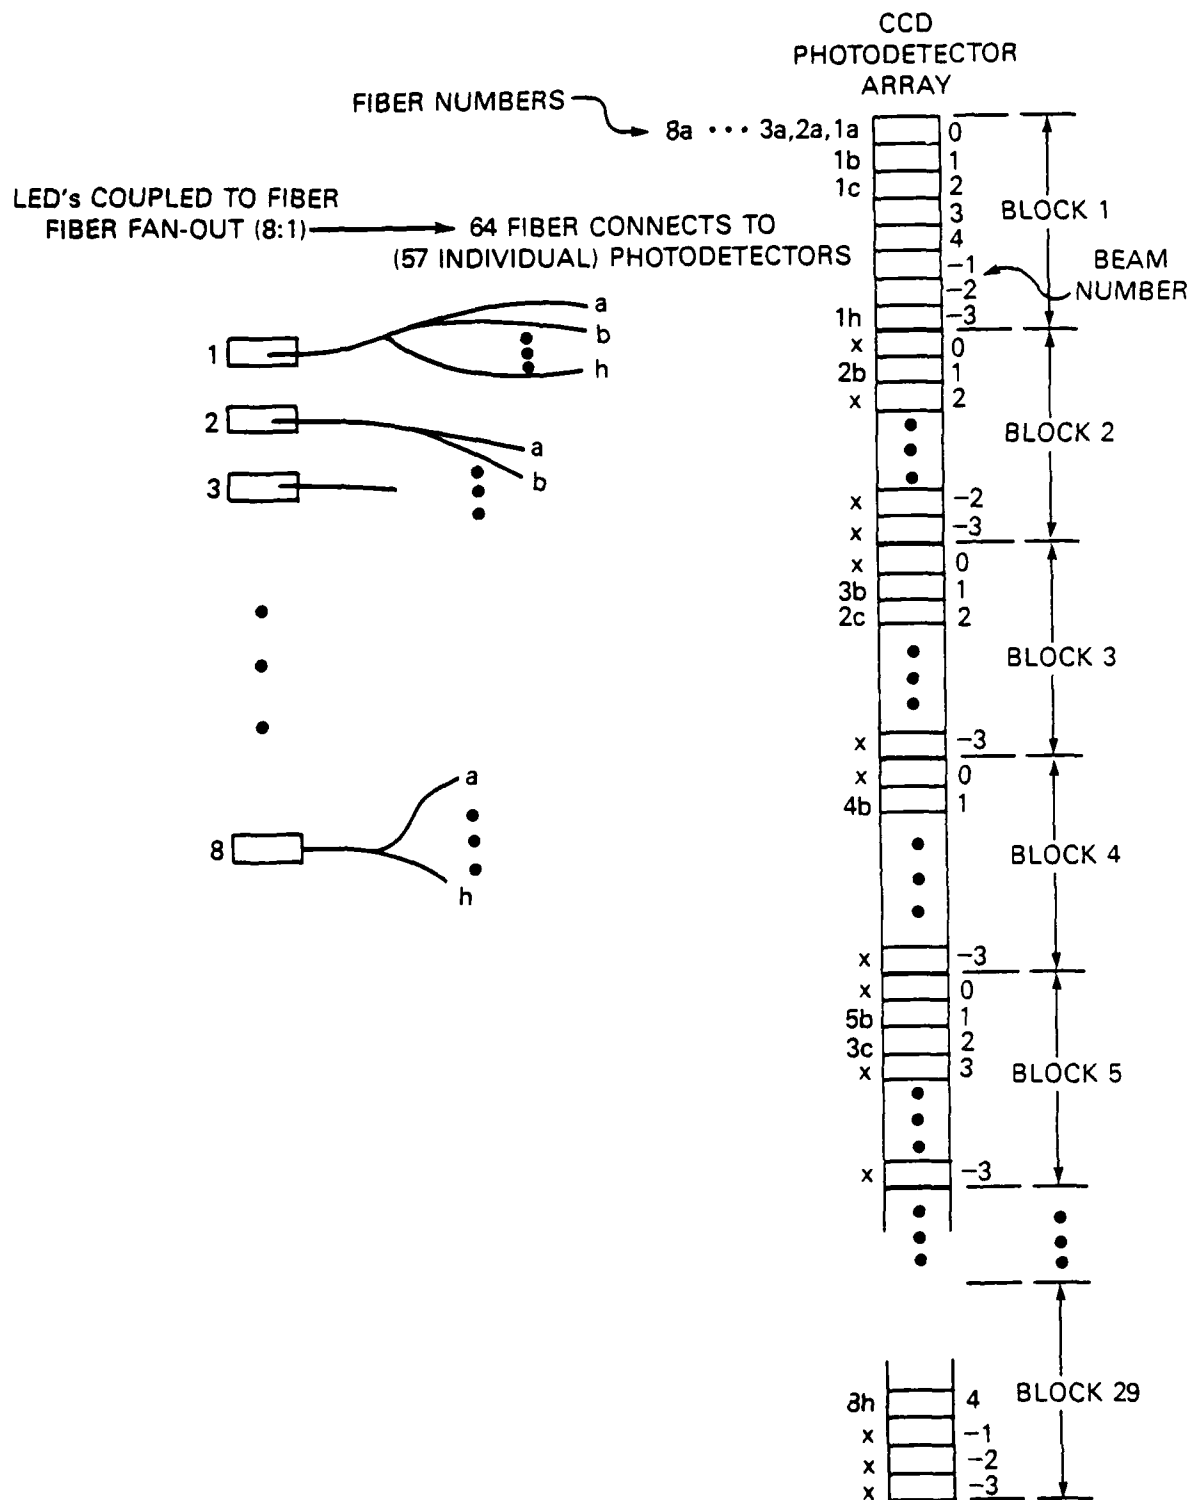 CCD
PHOTODETECTOR
ARRAY
FIBER NUMBERS
8a ••• 3a,2a,1a 0
1b 1
1c 2
LED's COUPLED TO FIBER
FIBER FAN-OUT (8:1)
64 FIBER CONNECTS TO
(57 INDIVIDUAL) PHOTODETECTORS
3
4
-1
-2
1h -3
BLOCK 1
BEAM
NUMBER
1
a
b
h
2
a
b
3
8
a
h
x 0
2b 1
x 2
x -2
x -3
BLOCK 2
x 0
3b 1
2c 2
x -3
BLOCK 3
x 0
4b 1
x -3
BLOCK 4
x 0
5b 1
3c 2
x 3
x -3
BLOCK 5
8h 4
x -1
x -2
x -3
BLOCK 29